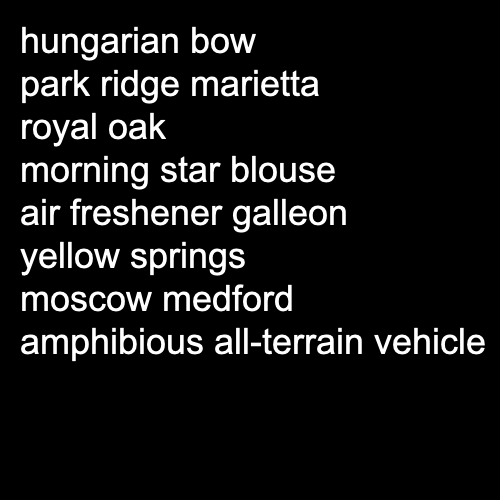 hungarian bow
park ridge marietta
royal oak
morning star blouse
air freshener galleon
yellow springs
moscow medford
amphibious all-terrain vehicle